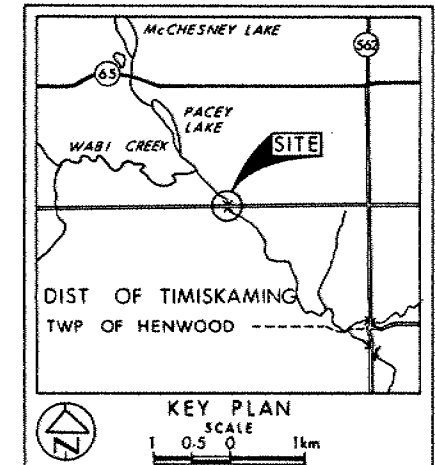 McCHESNEY LAKE
562
65
PACEY
LAKE
SITE
WABI CREEK
DIST OF TIMISKAMING
TWP OF HENWOOD
N
KEY PLAN
SCALE
1 0.5 0 1km